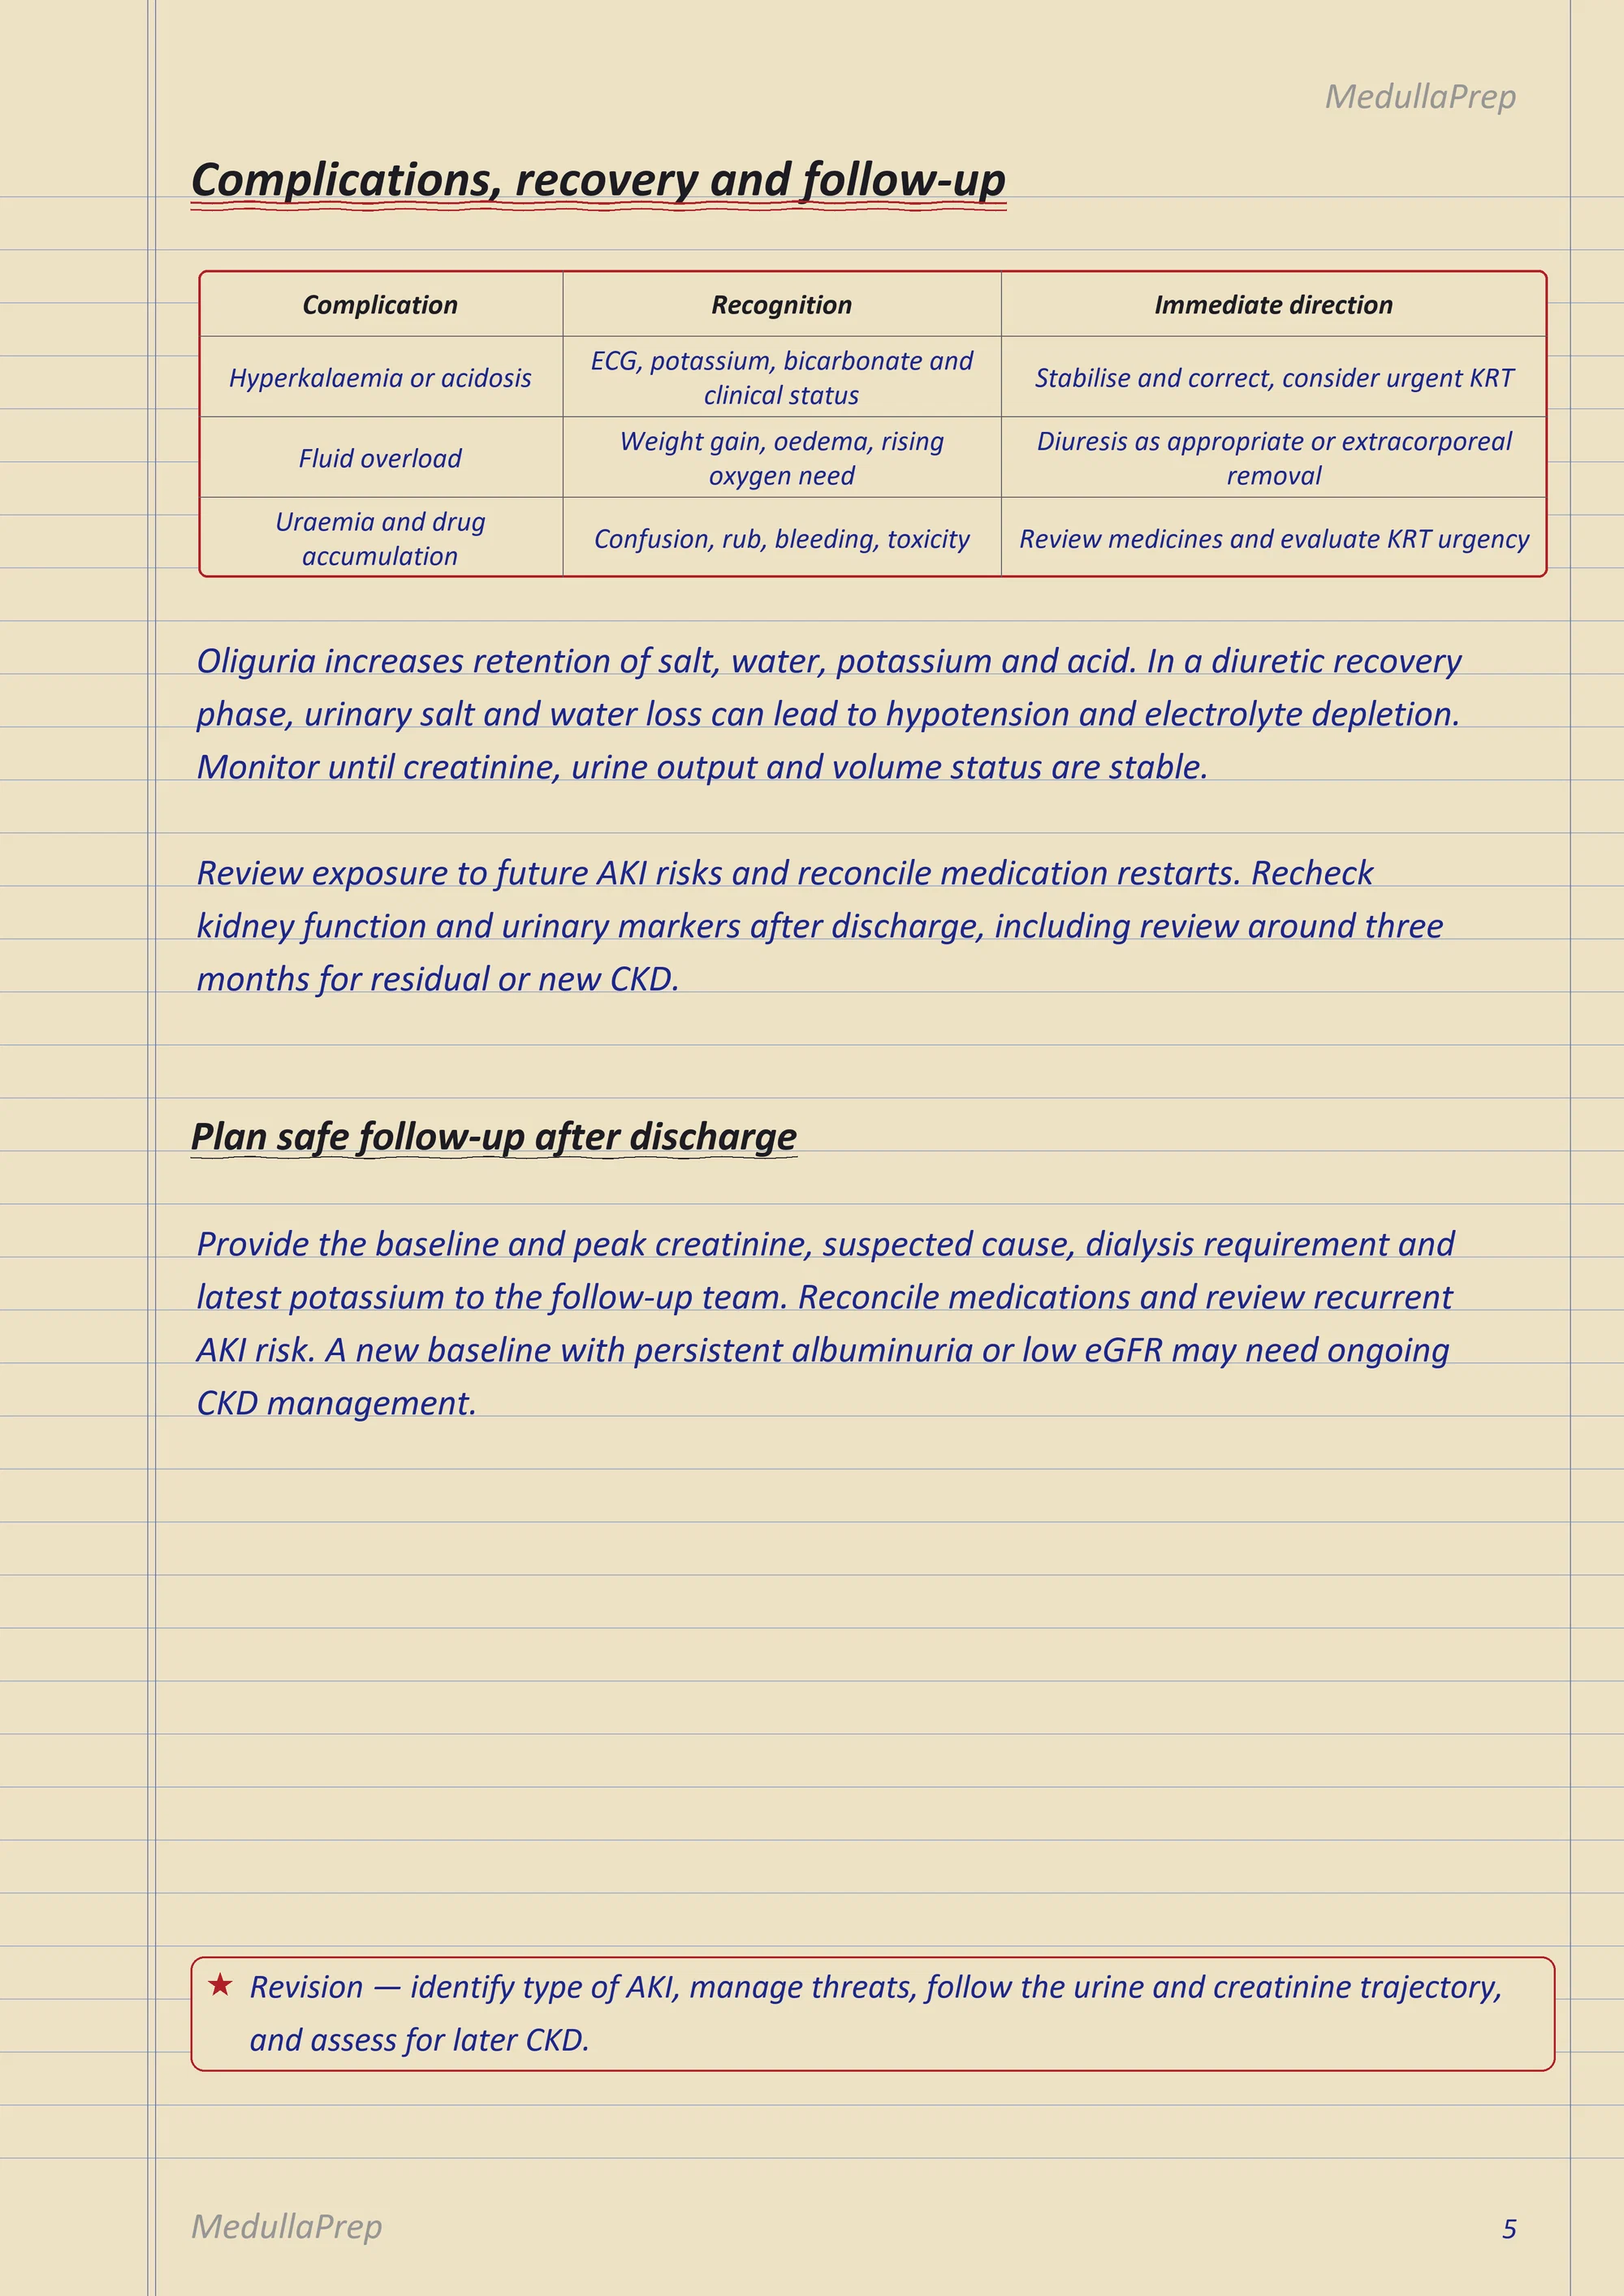 MedullaPrep
Complications, recovery and follow-up
Complication Recognition Immediate direction
Hyperkalaemia or acidosis ECG, potassium, bicarbonate and clinical status Stabilise and correct, consider urgent KRT
Fluid overload Weight gain, oedema, rising oxygen need Diuresis as appropriate or extracorporeal removal
Uraemia and drug accumulation Confusion, rub, bleeding, toxicity Review medicines and evaluate KRT urgency
Oliguria increases retention of salt, water, potassium and acid. In a diuretic recovery
phase, urinary salt and water loss can lead to hypotension and electrolyte depletion.
Monitor until creatinine, urine output and volume status are stable.
Review exposure to future AKI risks and reconcile medication restarts. Recheck
kidney function and urinary markers after discharge, including review around three
months for residual or new CKD.
Plan safe follow-up after discharge
Provide the baseline and peak creatinine, suspected cause, dialysis requirement and
latest potassium to the follow-up team. Reconcile medications and review recurrent
AKI risk. A new baseline with persistent albuminuria or low eGFR may need ongoing
CKD management.
★ Revision — identify type of AKI, manage threats, follow the urine and creatinine trajectory,
and assess for later CKD.
MedullaPrep 5